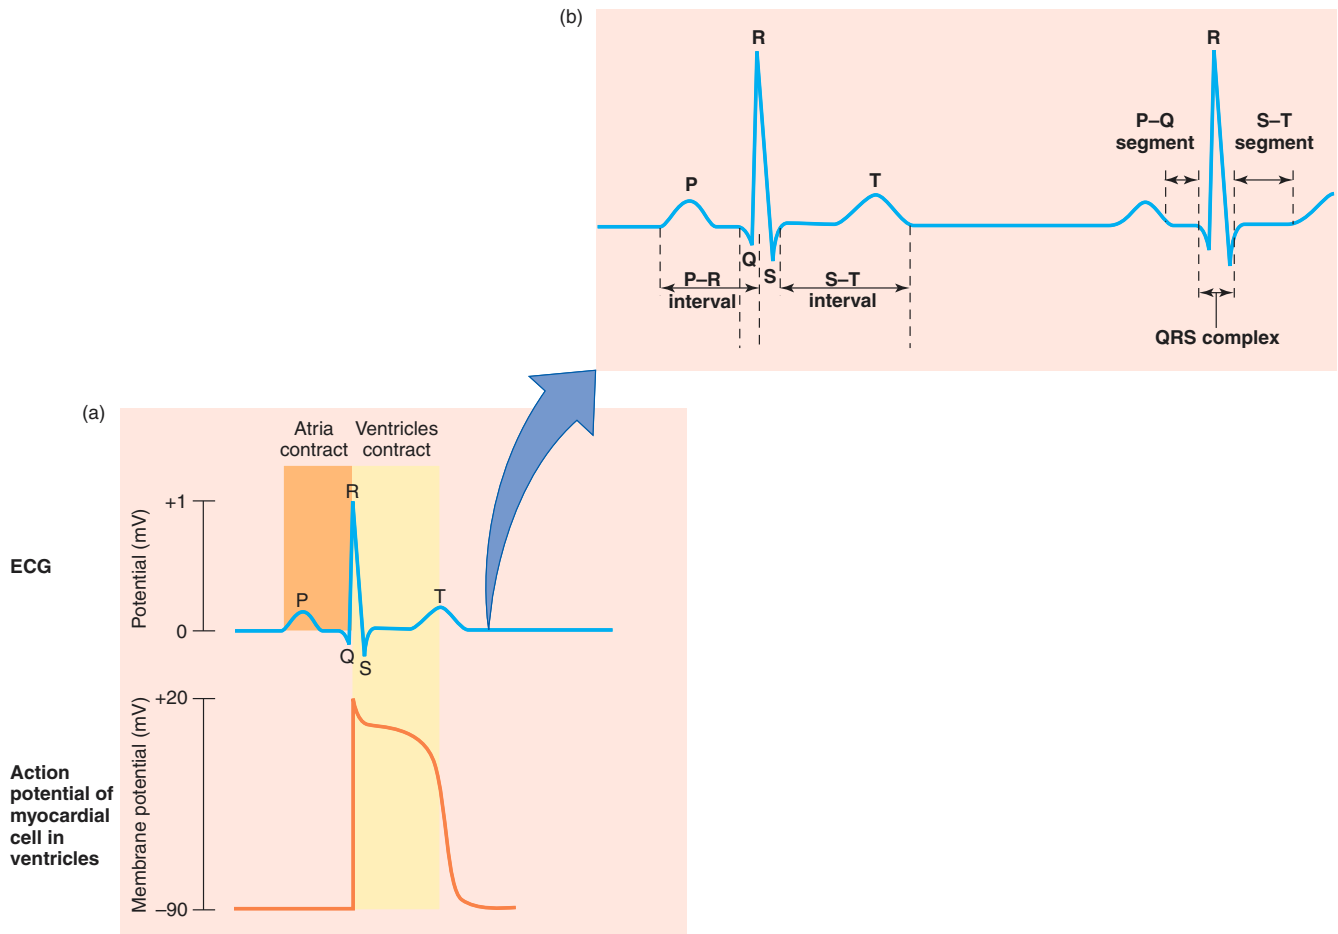 (b)
R
R
P–Q
segment
S–T
segment
P
T
Q
S
P–R
interval
S–T
interval
QRS complex
(a)
Atria
contract
Ventricles
contract
ECG
Potential (mV)
+1
0
R
P
Q
S
T
Action
potential of
myocardial
cell in
ventricles
Membrane potential (mV)
+20
–90